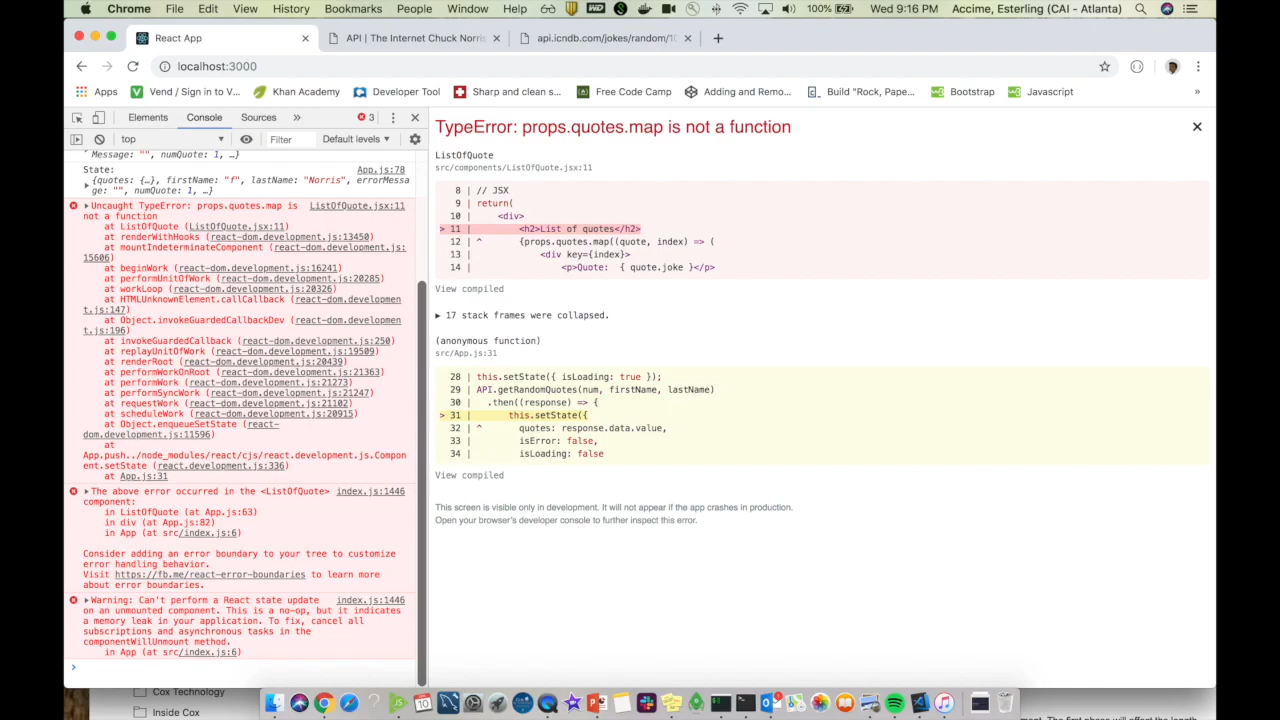 Chrome File Edit View History Bookmarks People Window Help 100% Wed 9:16 PM Accime, Esterling (CAI - Atlanta)
React App API | The Internet Chuck Norris api.icndb.com/jokes/random/10
localhost:3000
Apps Vend / Sign in to V... Khan Academy Developer Tool Sharp and clean s... Free Code Camp Adding and Remo... Build "Rock, Pape... Bootstrap Javascript »
Elements Console Sources » 3
top Filter Default levels
Message: "", numQuote: 1, …}
State: App.js:78
{quotes: {…}, firstName: "f", lastName: "Norris", errorMessa
ge: "", numQuote: 1, …}
Uncaught TypeError: props.quotes.map is ListOfQuote.jsx:11
not a function
at ListOfQuote (ListOfQuote.jsx:11)
at renderWithHooks (react-dom.development.js:13450)
at mountIndeterminateComponent (react-dom.development.js:
15606)
at beginWork (react-dom.development.js:16241)
at performUnitOfWork (react-dom.development.js:20285)
at workLoop (react-dom.development.js:20326)
at HTMLUnknownElement.callCallback (react-dom.developmen
t.js:147)
at Object.invokeGuardedCallbackDev (react-dom.developmen
t.js:196)
at invokeGuardedCallback (react-dom.development.js:250)
at replayUnitOfWork (react-dom.development.js:19509)
at renderRoot (react-dom.development.js:20439)
at performWorkOnRoot (react-dom.development.js:21363)
at performWork (react-dom.development.js:21273)
at performSyncWork (react-dom.development.js:21247)
at requestWork (react-dom.development.js:21102)
at scheduleWork (react-dom.development.js:20915)
at Object.enqueueSetState (react-
dom.development.js:11596)
at
App.push../node_modules/react/cjs/react.development.js.Compon
ent.setState (react.development.js:336)
at App.js:31
The above error occurred in the <ListOfQuote> index.js:1446
component:
in ListOfQuote (at App.js:63)
in div (at App.js:82)
in App (at src/index.js:6)
Consider adding an error boundary to your tree to customize
error handling behavior.
Visit https://fb.me/react-error-boundaries to learn more
about error boundaries.
Warning: Can't perform a React state update index.js:1446
on an unmounted component. This is a no-op, but it indicates
a memory leak in your application. To fix, cancel all
subscriptions and asynchronous tasks in the
componentWillUnmount method.
in App (at src/index.js:6)
>
TypeError: props.quotes.map is not a function
ListOfQuote
src/components/ListOfQuote.jsx:11
8 | // JSX
9 | return(
10 | <div>
> 11 | <h2>List of quotes</h2>
12 | ^ {props.quotes.map((quote, index) => (
13 | <div key={index}>
14 | <p>Quote: { quote.joke }</p>
View compiled
▶ 17 stack frames were collapsed.
(anonymous function)
src/App.js:31
28 | this.setState({ isLoading: true });
29 | API.getRandomQuotes(num, firstName, lastName)
30 | .then((response) => {
> 31 | this.setState({
32 | ^ quotes: response.data.value,
33 | isError: false,
34 | isLoading: false
View compiled
This screen is visible only in development. It will not appear if the app crashes in production.
Open your browser's developer console to further inspect this error.
Cox Technology
Inside Cox